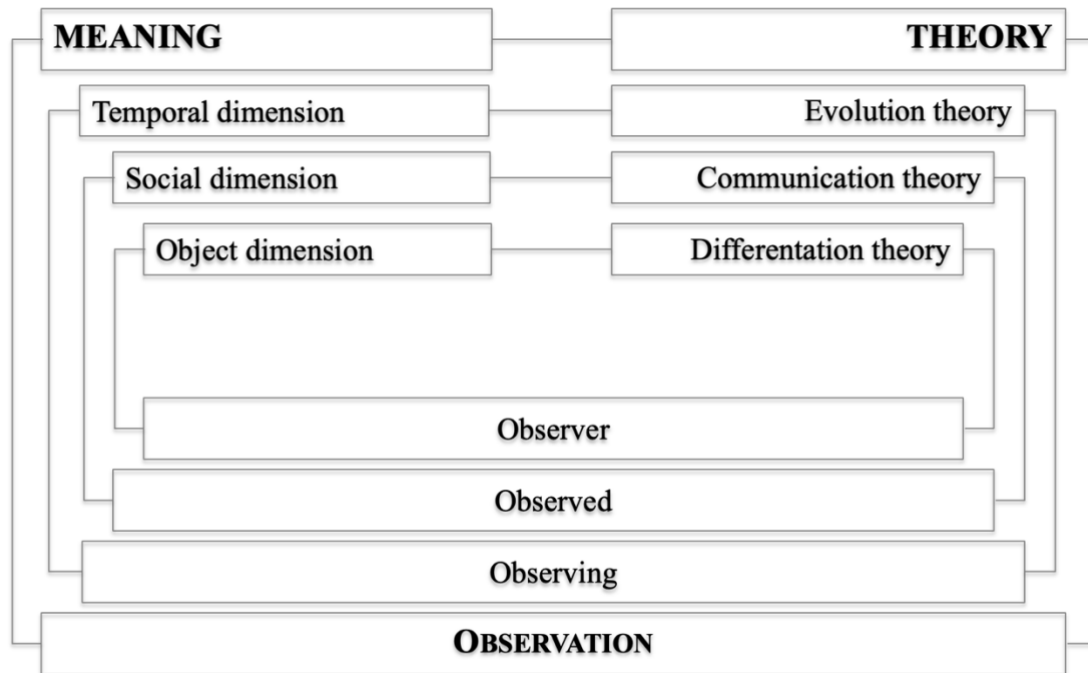 MEANING
THEORY
Temporal dimension
Evolution theory
Social dimension
Communication theory
Object dimension
Differentation theory
Observer
Observed
Observing
OBSERVATION